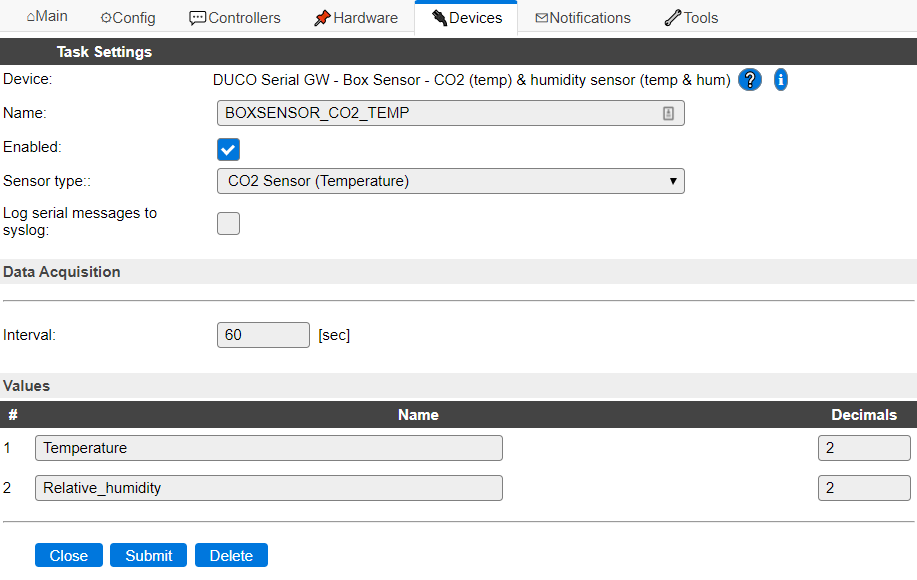 Main Config Controllers Hardware Devices Notifications Tools
Task Settings
Device: DUCO Serial GW - Box Sensor - CO2 (temp) & humidity sensor (temp & hum) ? i
Name: BOXSENSOR_CO2_TEMP
Enabled:
Sensor type:: CO2 Sensor (Temperature)
Log serial messages to
syslog:
Data Acquisition
Interval: 60 [sec]
Values
# Name Decimals
1 Temperature 2
2 Relative_humidity 2
Close Submit Delete